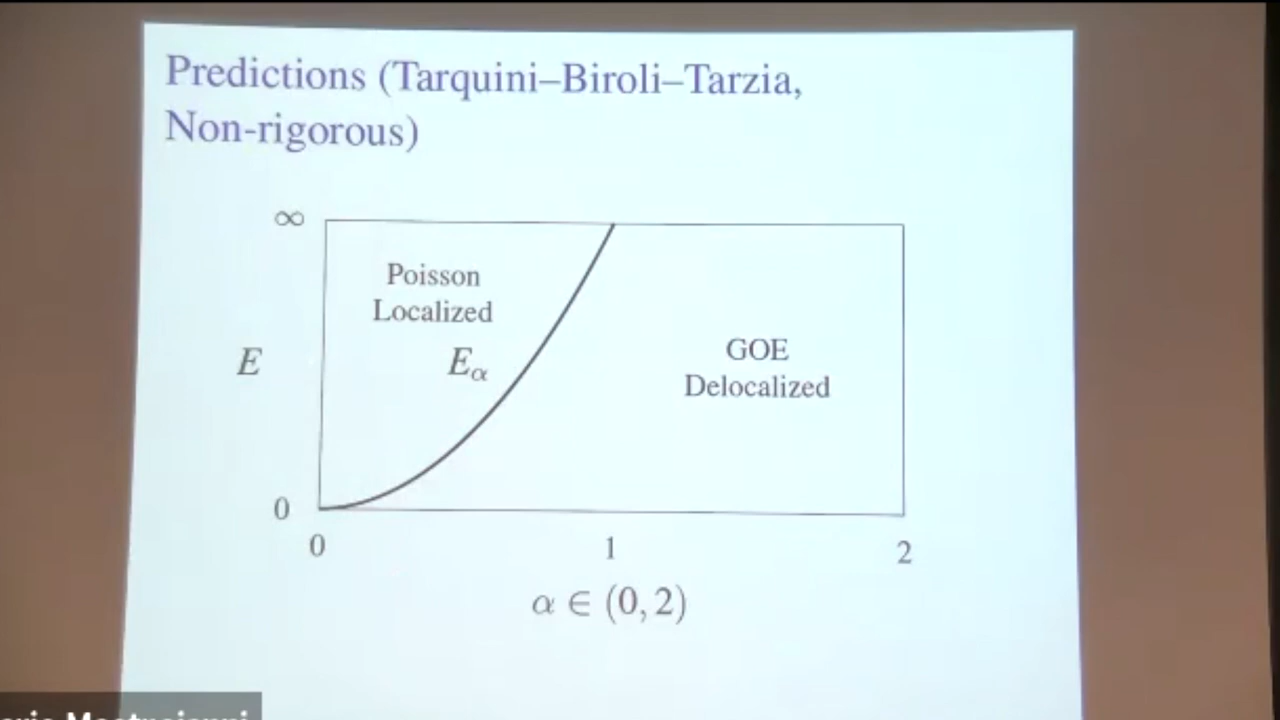 Predictions (Tarquini–Biroli–Tarzia,
Non-rigorous)
∞
Poisson
Localized
E
E_α
GOE
Delocalized
0
0
1
2
α ∈ (0, 2)